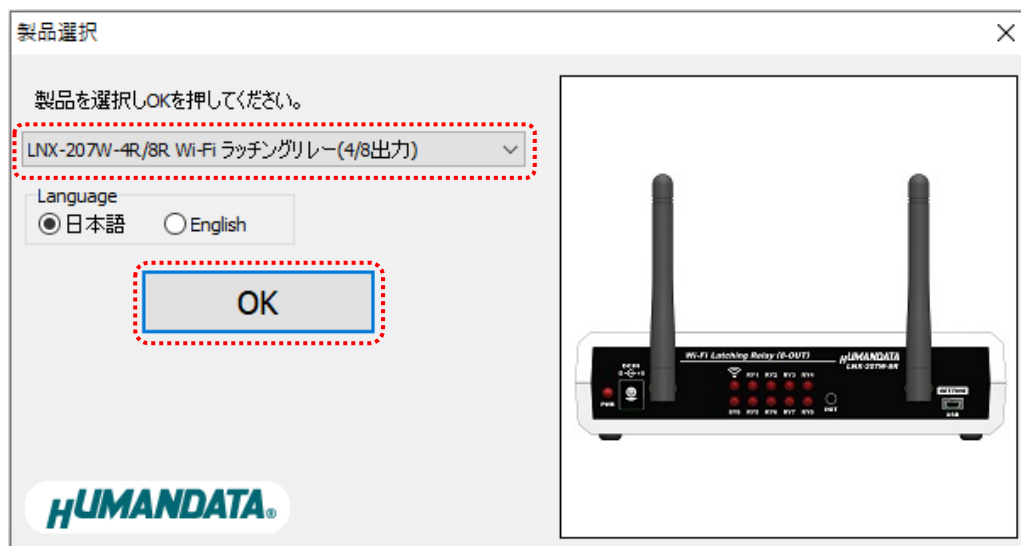 製品選択
製品を選択しOKを押してください。
LNX-207W-4R/8R Wi-Fi ラッチングリレー(4/8出力)
Language
日本語 English
OK
HUMANDATA®
Wi-Fi Latching Relay (8-OUT)
HUMANDATA
LNX-207W-8R
RY1 RY2 RY3 RY4
PWR
SYS RY5 RY6 RY7 RY8
USB